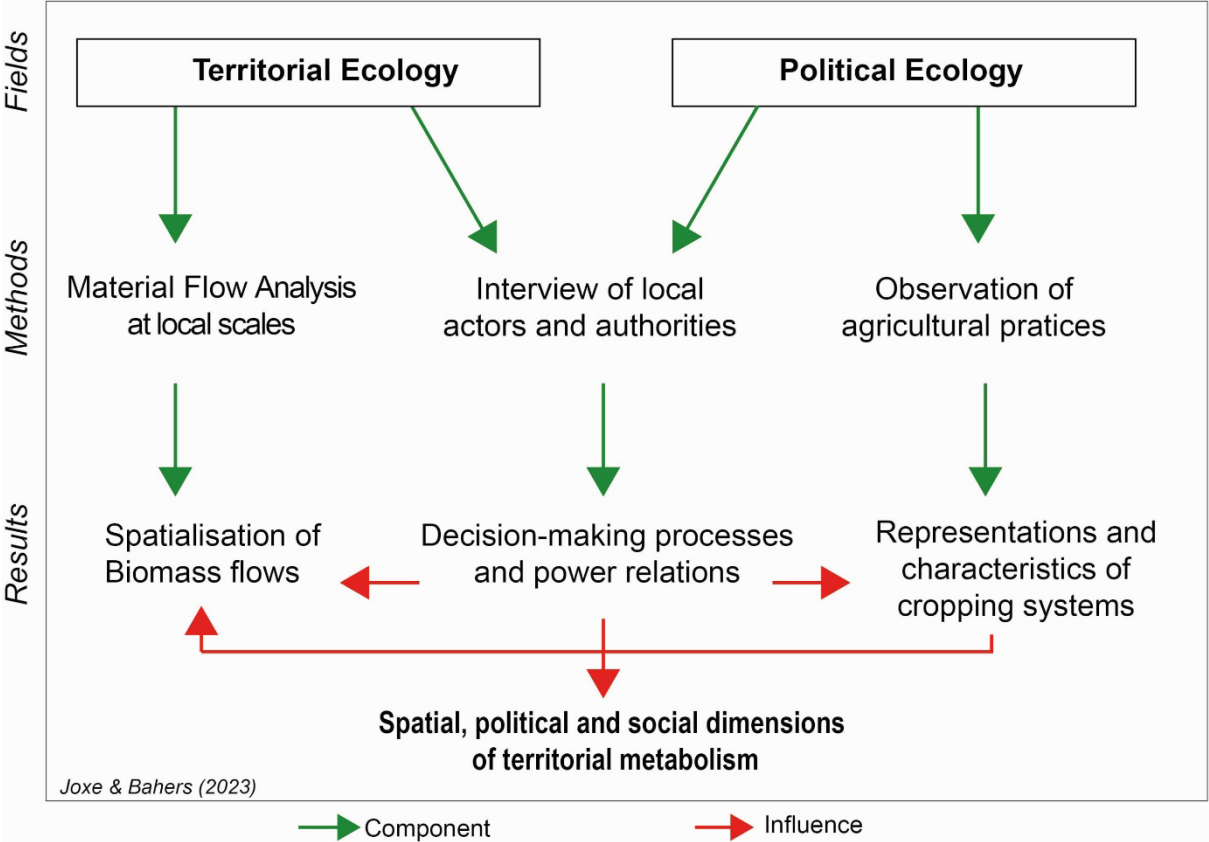 Fields
Territorial Ecology
Political Ecology
Methods
Material Flow Analysis
at local scales
Interview of local
actors and authorities
Observation of
agricultural pratices
Results
Spatialisation of
Biomass flows
Decision-making processes
and power relations
Representations and
characteristics of
cropping systems
Spatial, political and social dimensions
of territorial metabolism
Joxe & Bahers (2023)
Component
Influence